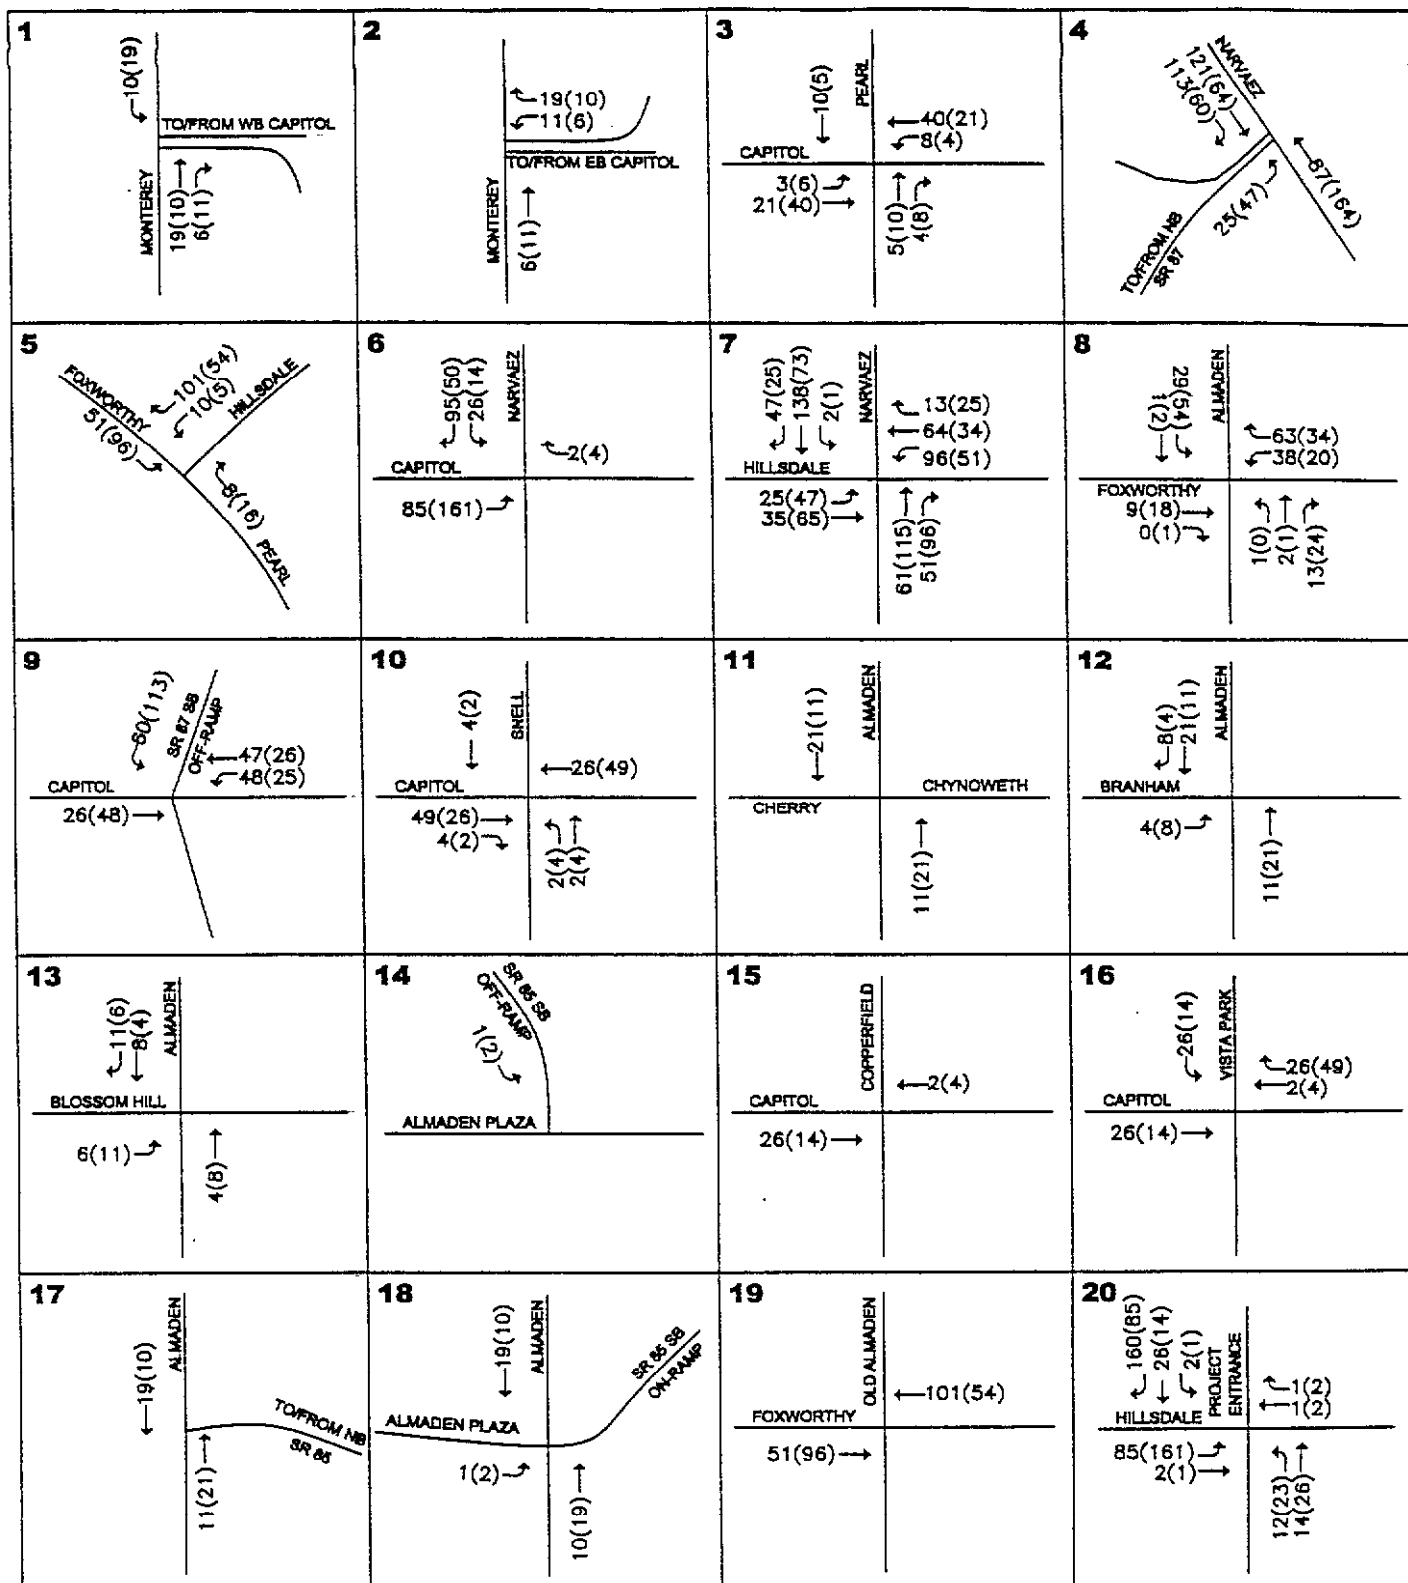 1
10(19)
TO/FROM WB CAPITOL
MONTEREY
19(10)
6(11)
2
19(10)
11(6)
TO/FROM EB CAPITOL
MONTEREY
6(11)
3
10(5)
PEARL
40(21)
8(4)
CAPITOL
3(6)
21(40)
5(10)
4(8)
4
NARVAEZ
121(64)
113(60)
87(164)
25(47)
TO/FROM NB
SR 87
5
FOXWORTHY
101(54)
10(5)
HILLSDALE
51(96)
8(16)
PEARL
6
95(50)
26(14)
NARVAEZ
2(4)
CAPITOL
85(161)
7
47(25)
138(73)
2(1)
NARVAEZ
13(25)
64(34)
96(51)
HILLSDALE
25(47)
35(65)
61(115)
51(96)
8
1(2)
29(54)
ALMADEN
63(34)
38(20)
FOXWORTHY
9(18)
0(1)
1(0)
2(1)
13(24)
9
60(113)
SR 87 SB
OFF-RAMP
47(26)
48(25)
CAPITOL
26(48)
10
4(2)
SNELL
26(49)
CAPITOL
49(26)
4(2)
2(4)
2(4)
11
21(11)
ALMADEN
CHYNOWETH
CHERRY
11(21)
12
8(4)
21(11)
ALMADEN
BRANHAM
4(8)
11(21)
13
11(6)
8(4)
ALMADEN
BLOSSOM HILL
6(11)
4(8)
14
SR 85 SB
OFF-RAMP
1(2)
ALMADEN PLAZA
15
COPPERFIELD
2(4)
CAPITOL
26(14)
16
26(14)
VISTA PARK
26(49)
2(4)
CAPITOL
26(14)
17
19(10)
ALMADEN
TO/FROM NB
SR 85
11(21)
18
19(10)
ALMADEN
SR 85 SB
ON-RAMP
ALMADEN PLAZA
1(2)
10(19)
19
OLD ALMADEN
101(54)
FOXWORTHY
51(96)
20
160(85)
26(14)
2(1)
PROJECT
ENTRANCE
1(2)
1(2)
HILLSDALE
85(161)
2(1)
12(23)
14(26)